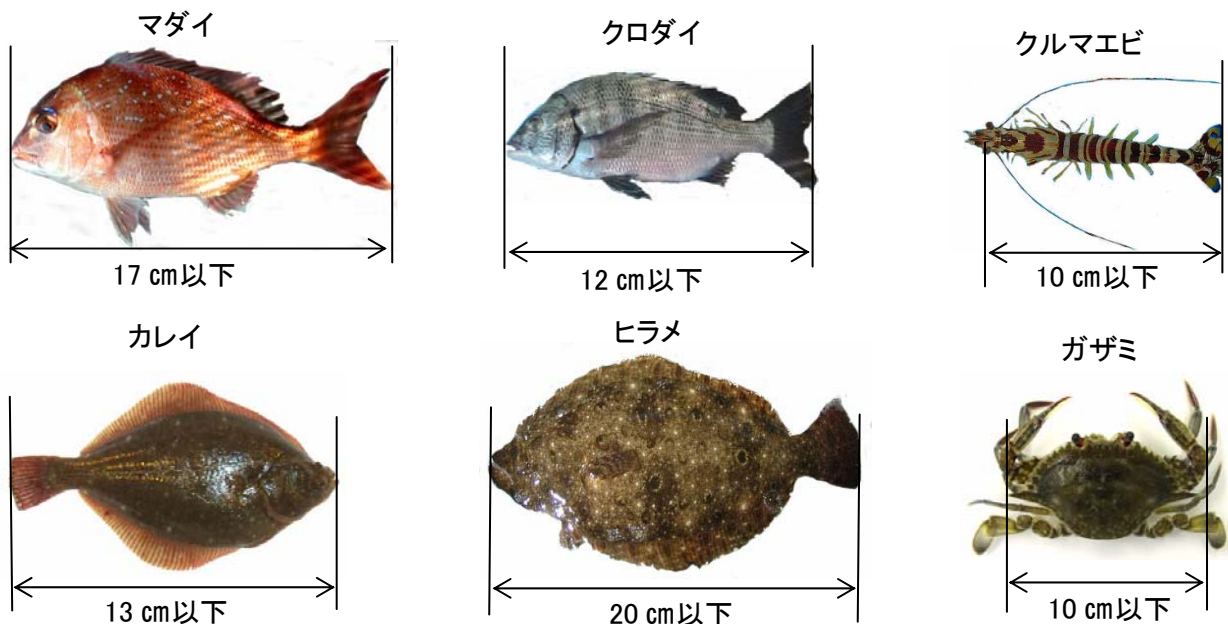 マダイ
クロダイ
クルマエビ
17 cm以下
12 cm以下
10 cm以下
カレイ
ヒラメ
ガザミ
13 cm以下
20 cm以下
10 cm以下